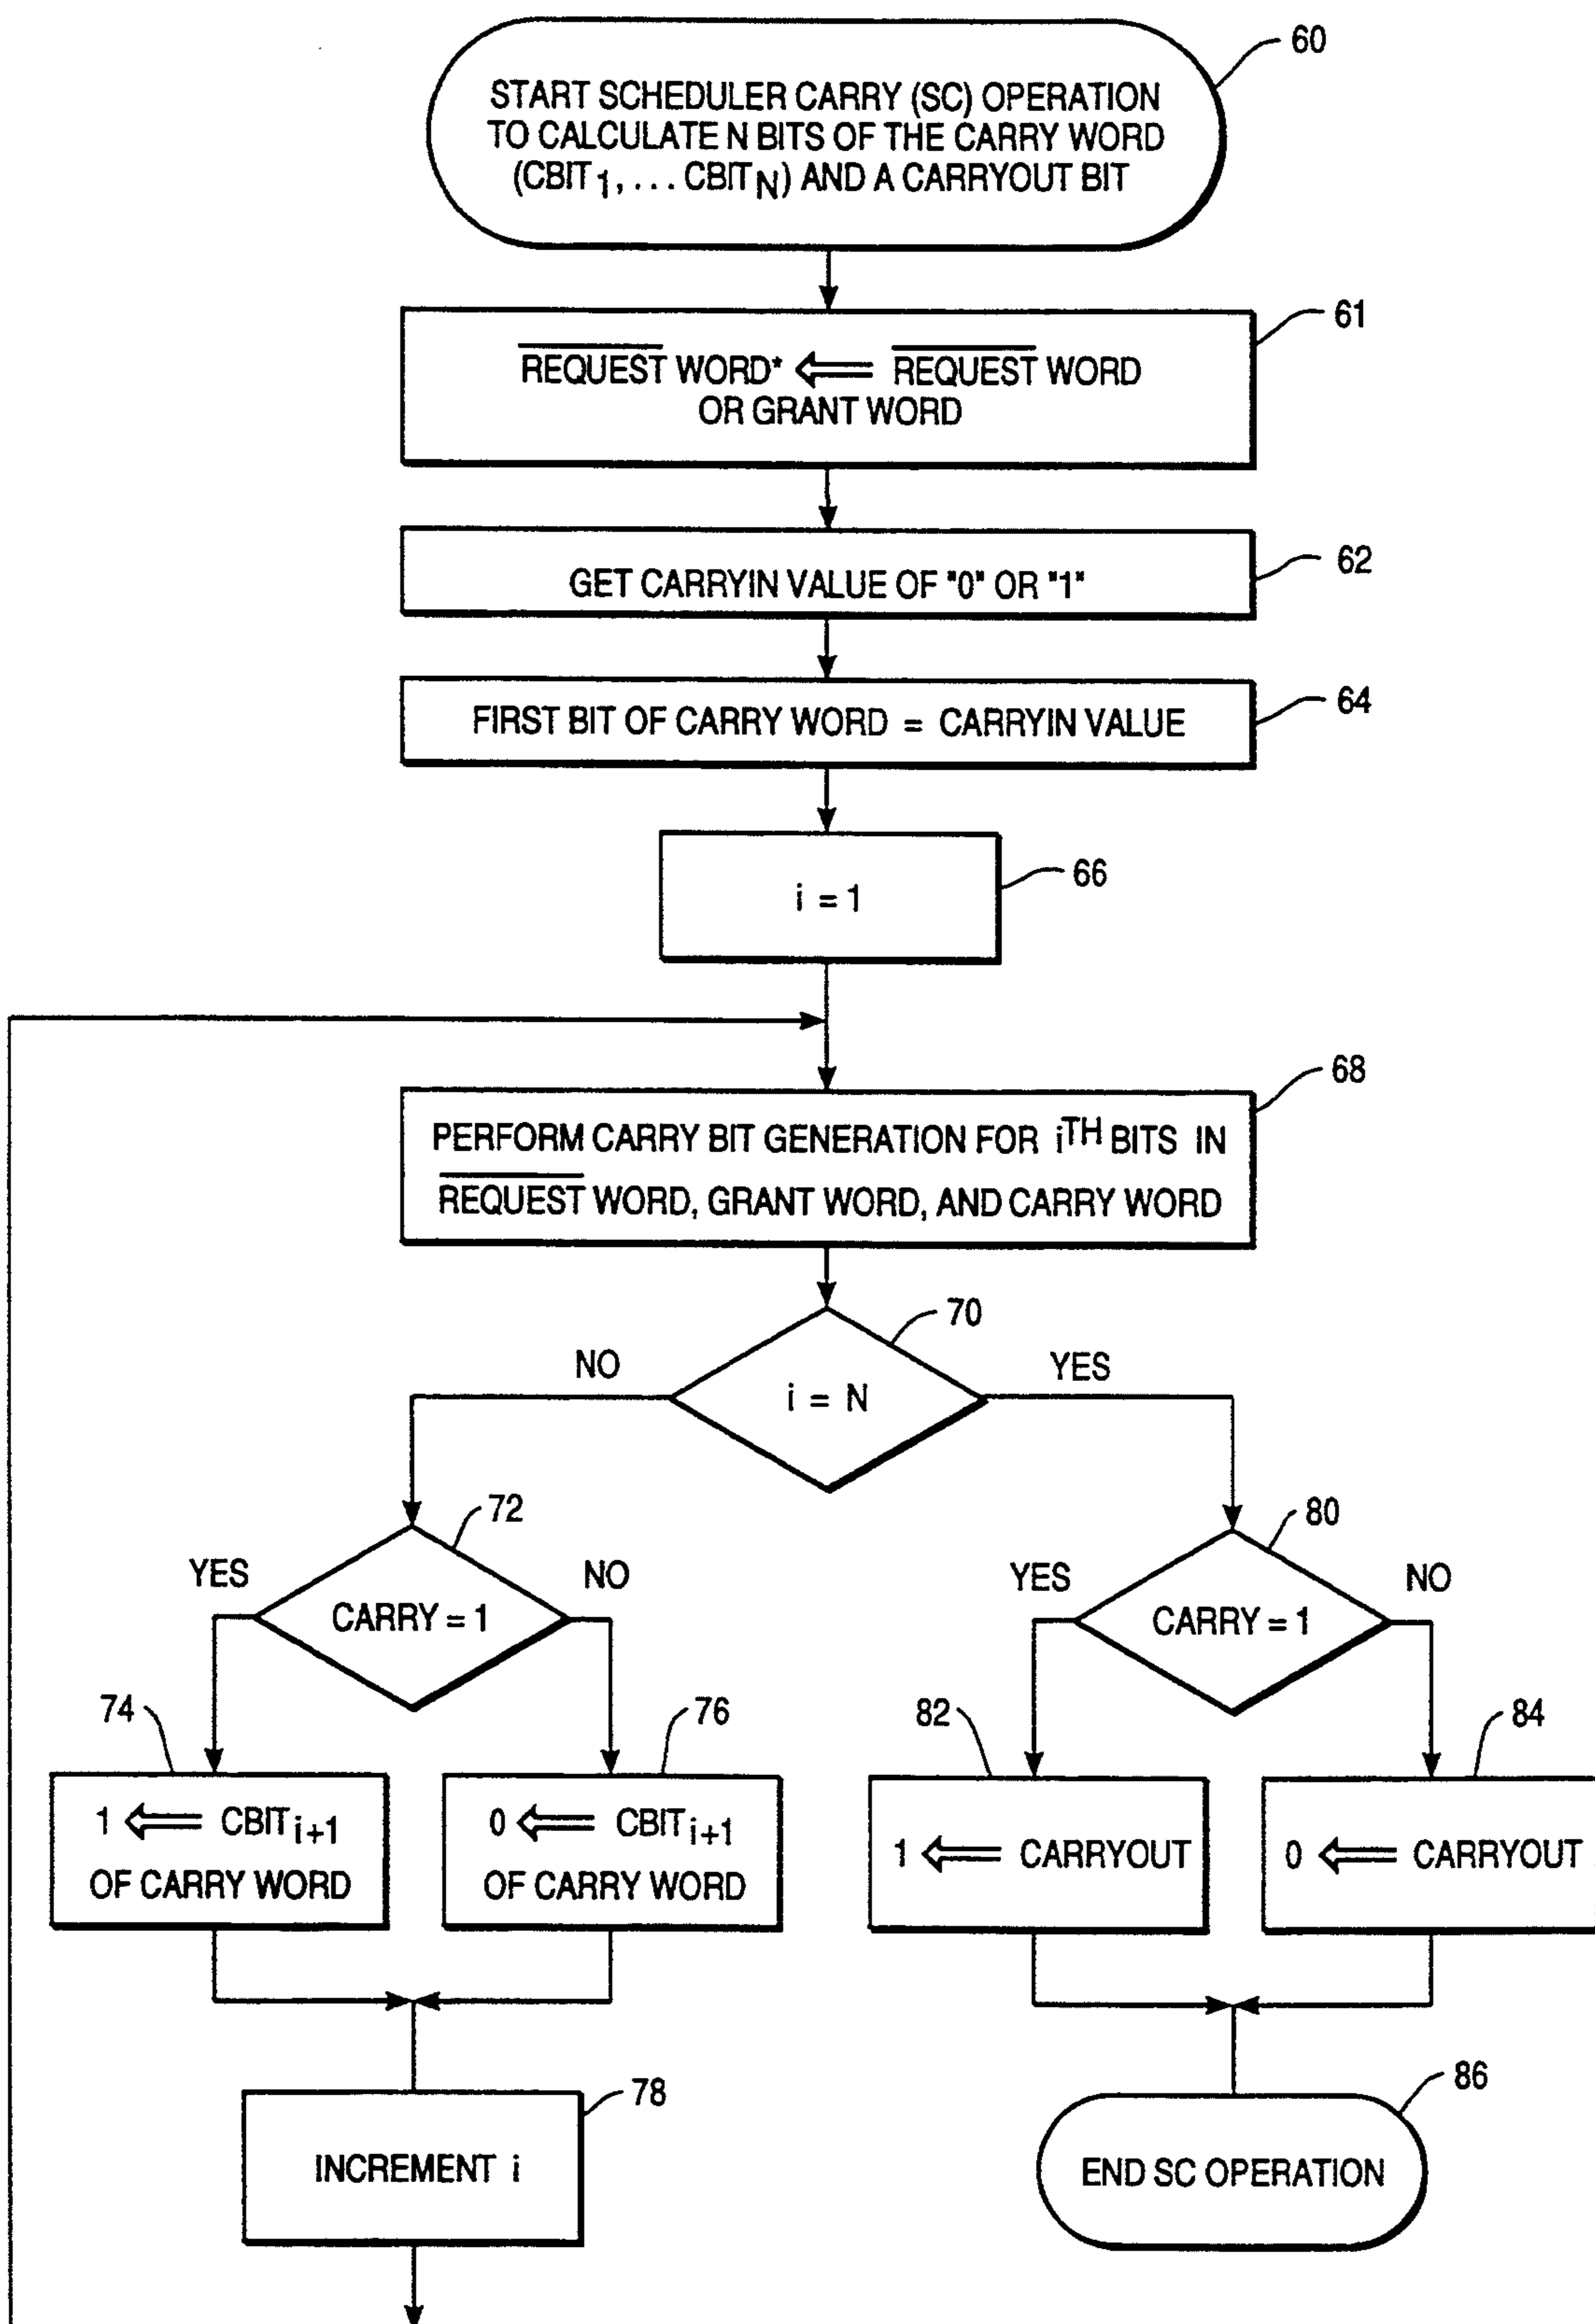 60
START SCHEDULER CARRY (SC) OPERATION
TO CALCULATE N BITS OF THE CARRY WORD
(CBIT₁, . . . CBIT_N) AND A CARRYOUT BIT
61
R̅E̅Q̅U̅E̅S̅T̅ WORD* ⟸ R̅E̅Q̅U̅E̅S̅T̅ WORD
OR GRANT WORD
62
GET CARRYIN VALUE OF "0" OR "1"
64
FIRST BIT OF CARRY WORD = CARRYIN VALUE
66
i = 1
68
PERFORM CARRY BIT GENERATION FOR iᵀᴴ BITS IN
R̅E̅Q̅U̅E̅S̅T̅ WORD, GRANT WORD, AND CARRY WORD
70
NO
YES
i = N
72
YES
NO
CARRY = 1
80
YES
NO
CARRY = 1
74
1 ⟸ CBITᵢ₊₁
OF CARRY WORD
76
0 ⟸ CBITᵢ₊₁
OF CARRY WORD
82
1 ⟸ CARRYOUT
84
0 ⟸ CARRYOUT
78
INCREMENT i
86
END SC OPERATION